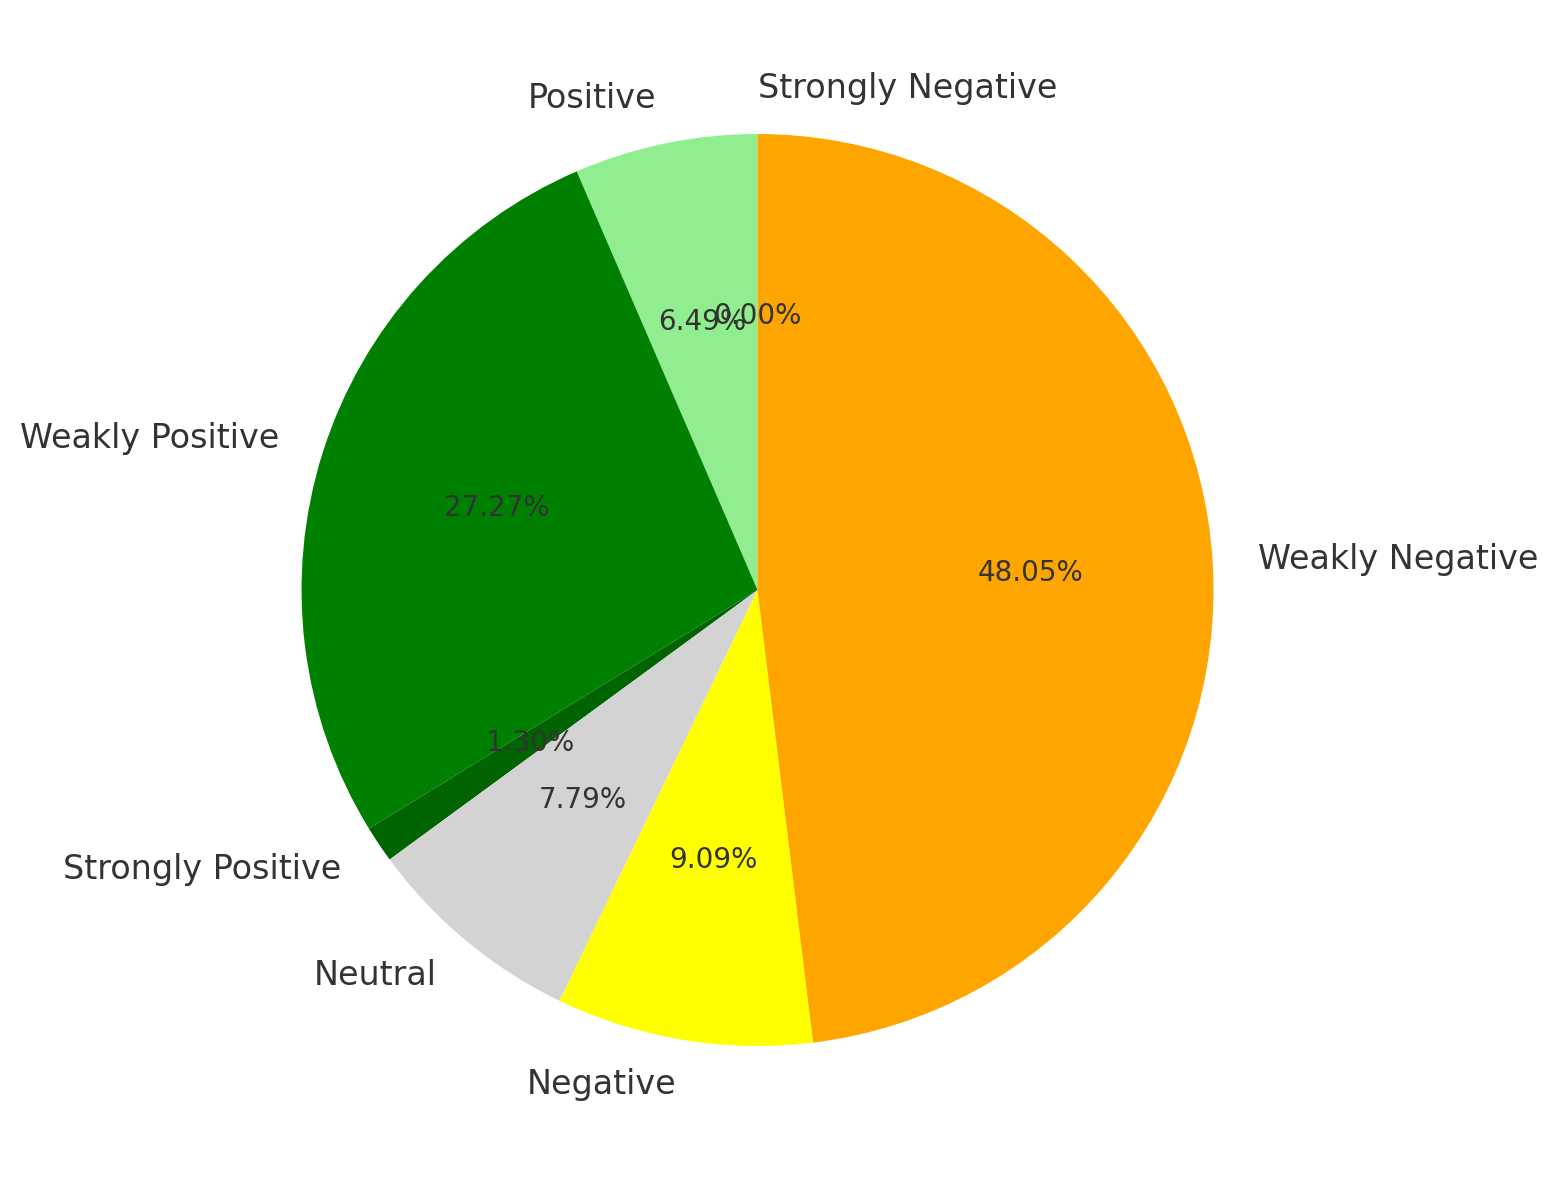 Strongly Negative
Positive
0.00%
6.49%
Weakly Positive
27.27%
Weakly Negative
48.05%
1.30%
7.79%
9.09%
Strongly Positive
Neutral
Negative